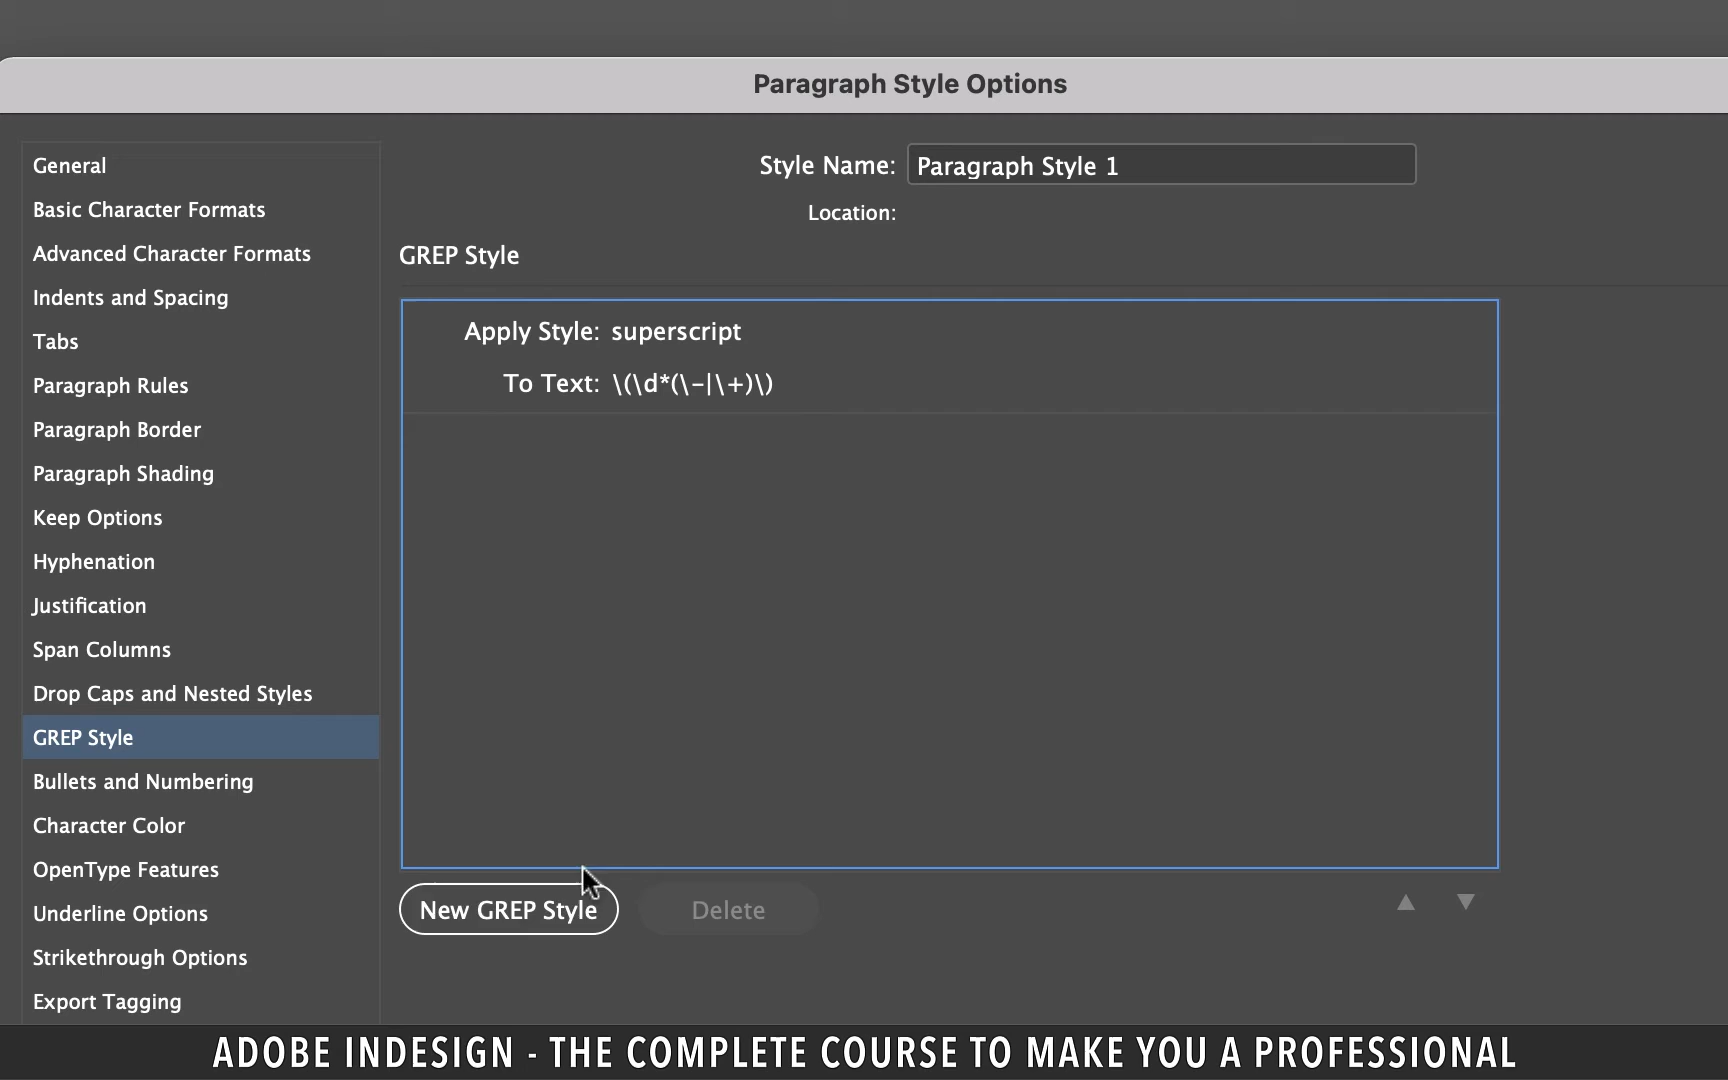 Paragraph Style Options
General
Basic Character Formats
Advanced Character Formats
Indents and Spacing
Tabs
Paragraph Rules
Paragraph Border
Paragraph Shading
Keep Options
Hyphenation
Justification
Span Columns
Drop Caps and Nested Styles
GREP Style
Bullets and Numbering
Character Color
OpenType Features
Underline Options
Strikethrough Options
Export Tagging
Style Name: Paragraph Style 1
Location:
GREP Style
Apply Style: superscript
To Text: \(\d*(\-|\+)\)
New GREP Style
Delete
ADOBE INDESIGN - THE COMPLETE COURSE TO MAKE YOU A PROFESSIONAL